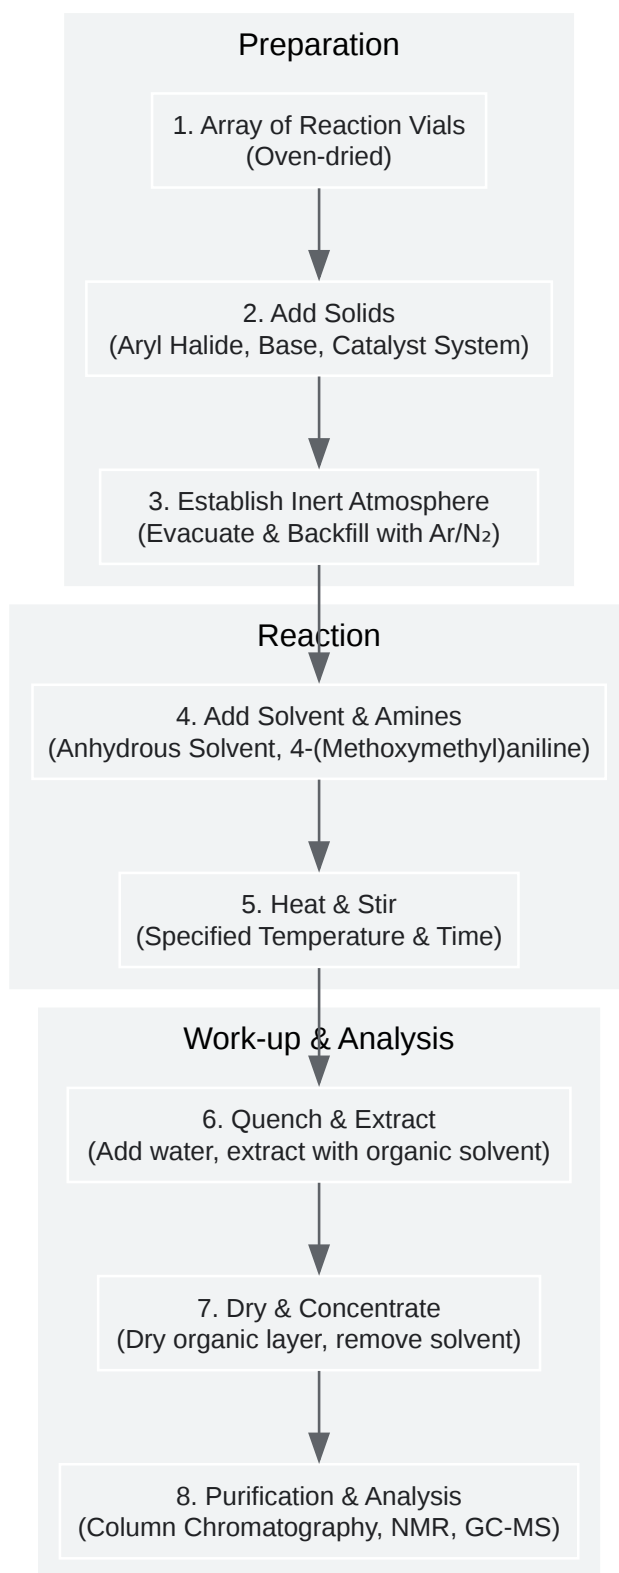 Preparation
1. Array of Reaction Vials
(Oven-dried)
2. Add Solids
(Aryl Halide, Base, Catalyst System)
3. Establish Inert Atmosphere
(Evacuate & Backfill with Ar/N₂)
Reaction
4. Add Solvent & Amines
(Anhydrous Solvent, 4-(Methoxymethyl)aniline)
5. Heat & Stir
(Specified Temperature & Time)
Work-up & Analysis
6. Quench & Extract
(Add water, extract with organic solvent)
7. Dry & Concentrate
(Dry organic layer, remove solvent)
8. Purification & Analysis
(Column Chromatography, NMR, GC-MS)